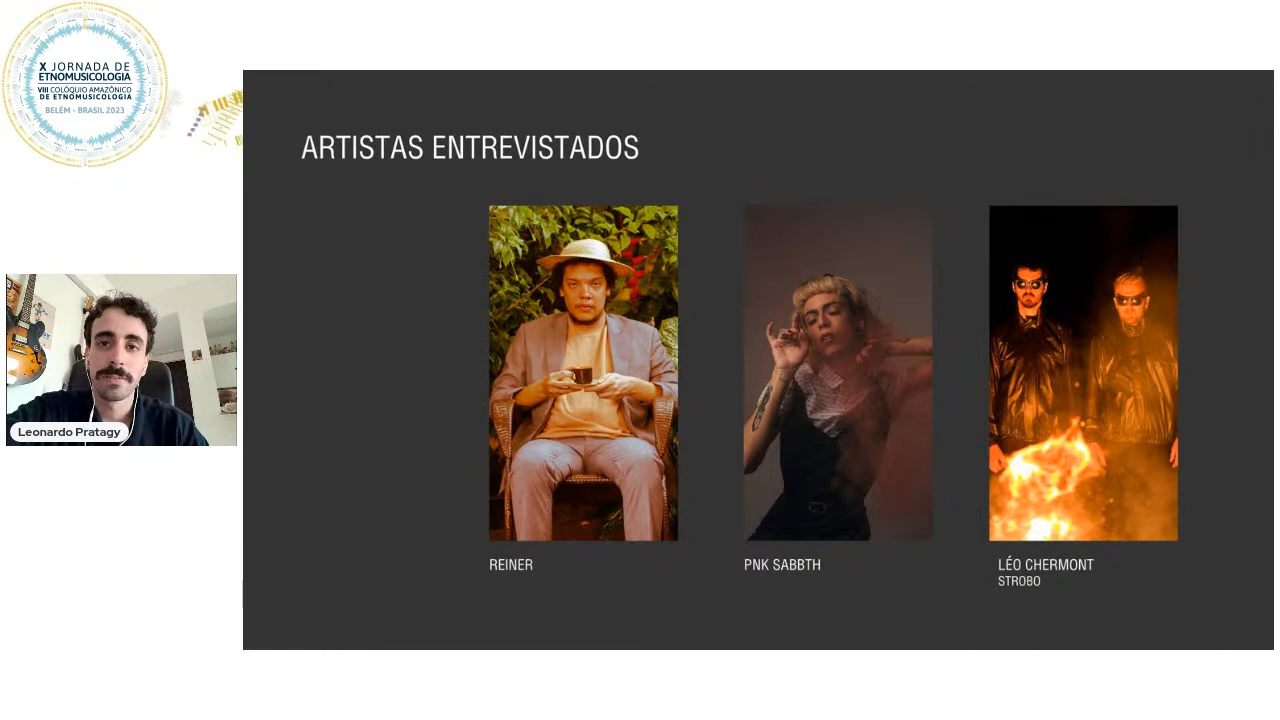 X JORNADA DE
ETNOMUSICOLOGIA
VIII COLÓQUIO AMAZÔNICO
DE ETNOMUSICOLOGIA
BELÉM - BRASIL 2023
ARTISTAS ENTREVISTADOS
Leonardo Pratagy
REINER
PNK SABBTH
LÉO CHERMONT
STROBO